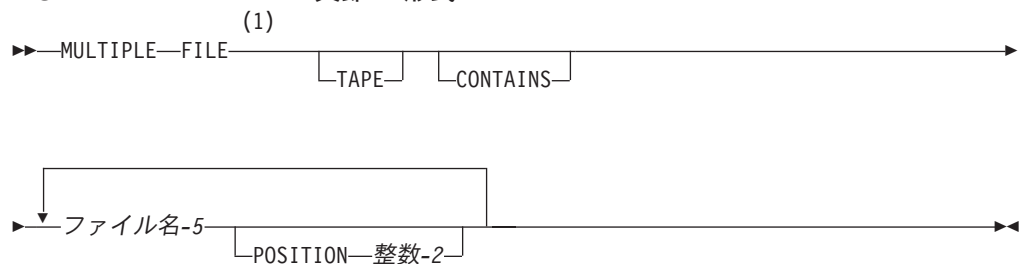 (1)
MULTIPLE FILE
TAPE CONTAINS
ファイル名-5
POSITION 整数-2